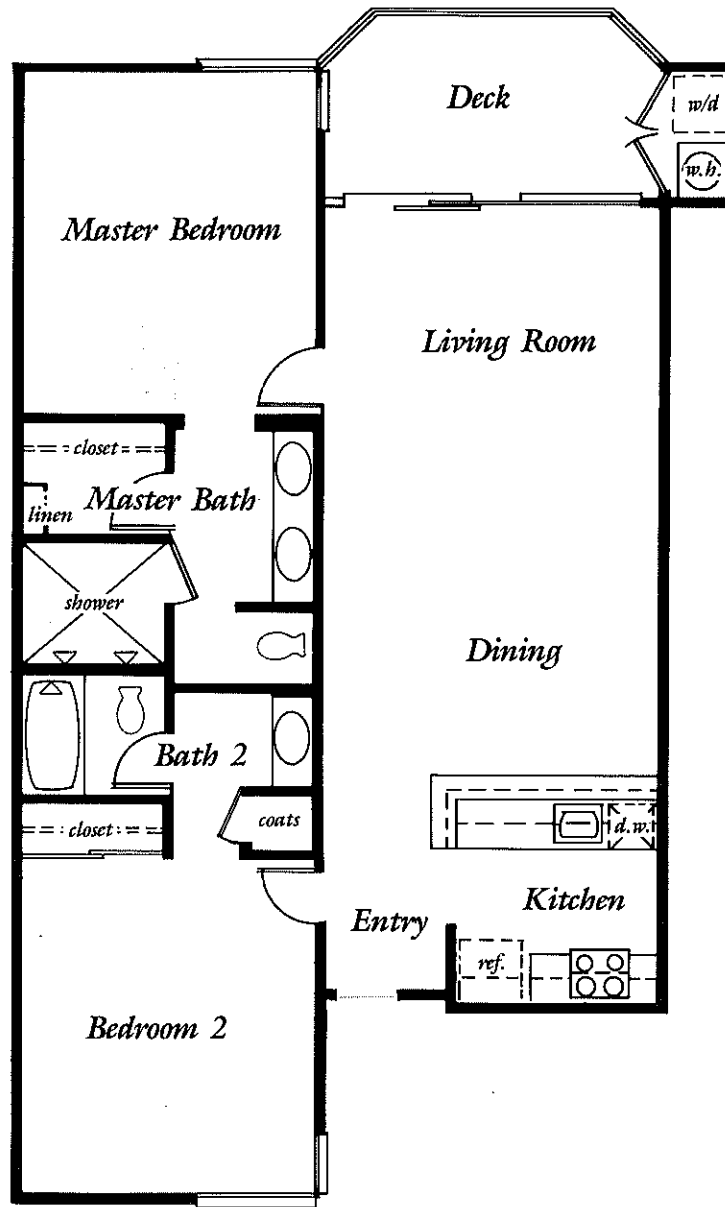 Deck
w/d
w.h.
Master Bedroom
Living Room
closet
linen
Master Bath
shower
Dining
Bath 2
closet
coats
d.w.
Kitchen
Entry
ref.
Bedroom 2